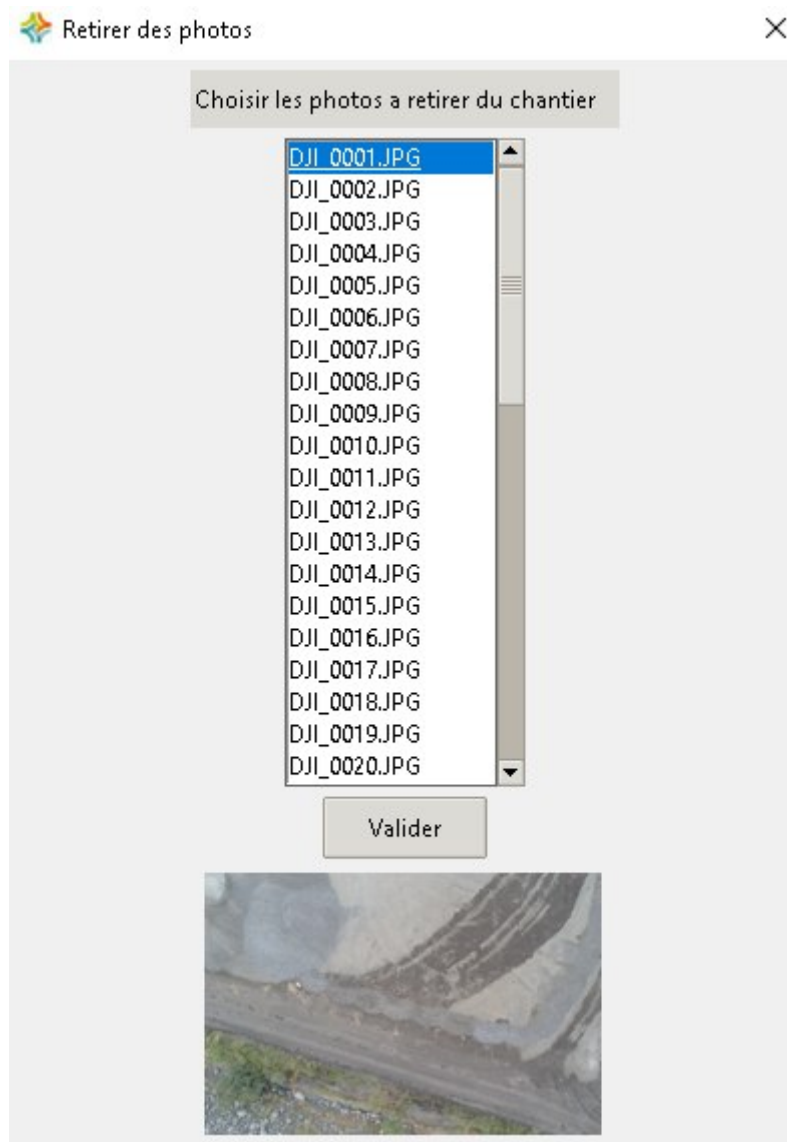 Retirer des photos
Choisir les photos a retirer du chantier
DJI_0001.JPG
DJI_0002.JPG
DJI_0003.JPG
DJI_0004.JPG
DJI_0005.JPG
DJI_0006.JPG
DJI_0007.JPG
DJI_0008.JPG
DJI_0009.JPG
DJI_0010.JPG
DJI_0011.JPG
DJI_0012.JPG
DJI_0013.JPG
DJI_0014.JPG
DJI_0015.JPG
DJI_0016.JPG
DJI_0017.JPG
DJI_0018.JPG
DJI_0019.JPG
DJI_0020.JPG
Valider